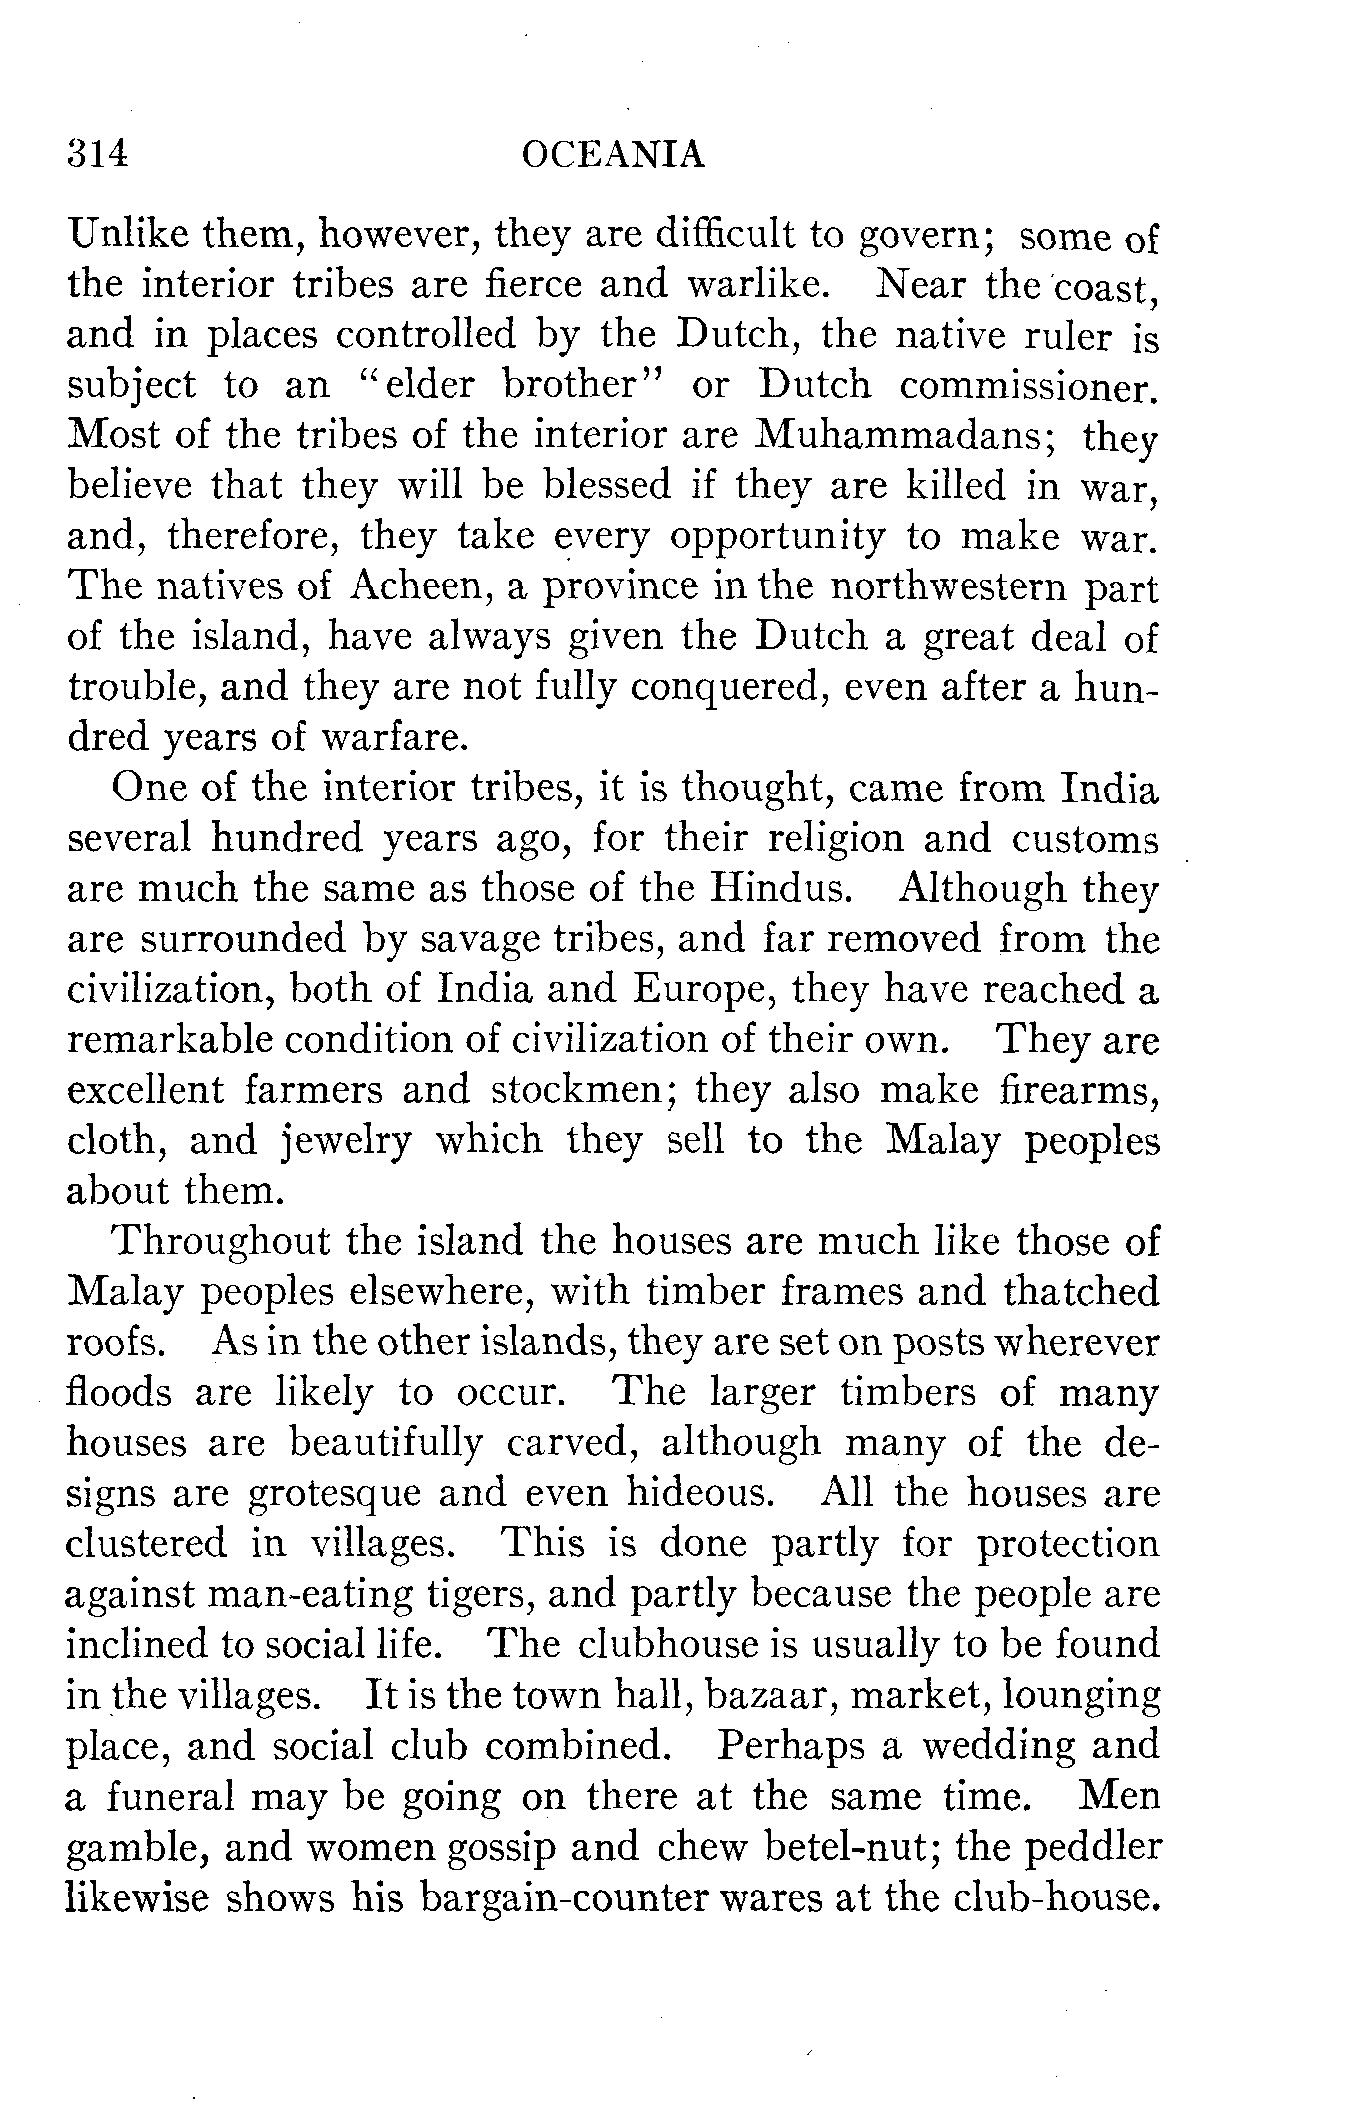 314 OCEANIA
Unlike them, however, they are difficult to govern; some of
the interior tribes are fierce and warlike. Near the coast,
and in places controlled by the Dutch, the native ruler is
subject to an "elder brother" or Dutch commissioner.
Most of the tribes of the interior are Muhammadans; they
believe that they will be blessed if they are killed in war,
and, therefore, they take every opportunity to make war.
The natives of Acheen, a province in the northwestern part
of the island, have always given the Dutch a great deal of
trouble, and they are not fully conquered, even after a hun-
dred years of warfare.
One of the interior tribes, it is thought, came from India
several hundred years ago, for their religion and customs
are much the same as those of the Hindus. Although they
are surrounded by savage tribes, and far removed from the
civilization, both of India and Europe, they have reached a
remarkable condition of civilization of their own. They are
excellent farmers and stockmen; they also make firearms,
cloth, and jewelry which they sell to the Malay peoples
about them.
Throughout the island the houses are much like those of
Malay peoples elsewhere, with timber frames and thatched
roofs. As in the other islands, they are set on posts wherever
floods are likely to occur. The larger timbers of many
houses are beautifully carved, although many of the de-
signs are grotesque and even hideous. All the houses are
clustered in villages. This is done partly for protection
against man-eating tigers, and partly because the people are
inclined to social life. The clubhouse is usually to be found
in the villages. It is the town hall, bazaar, market, lounging
place, and social club combined. Perhaps a wedding and
a funeral may be going on there at the same time. Men
gamble, and women gossip and chew betel-nut; the peddler
likewise shows his bargain-counter wares at the club-house.